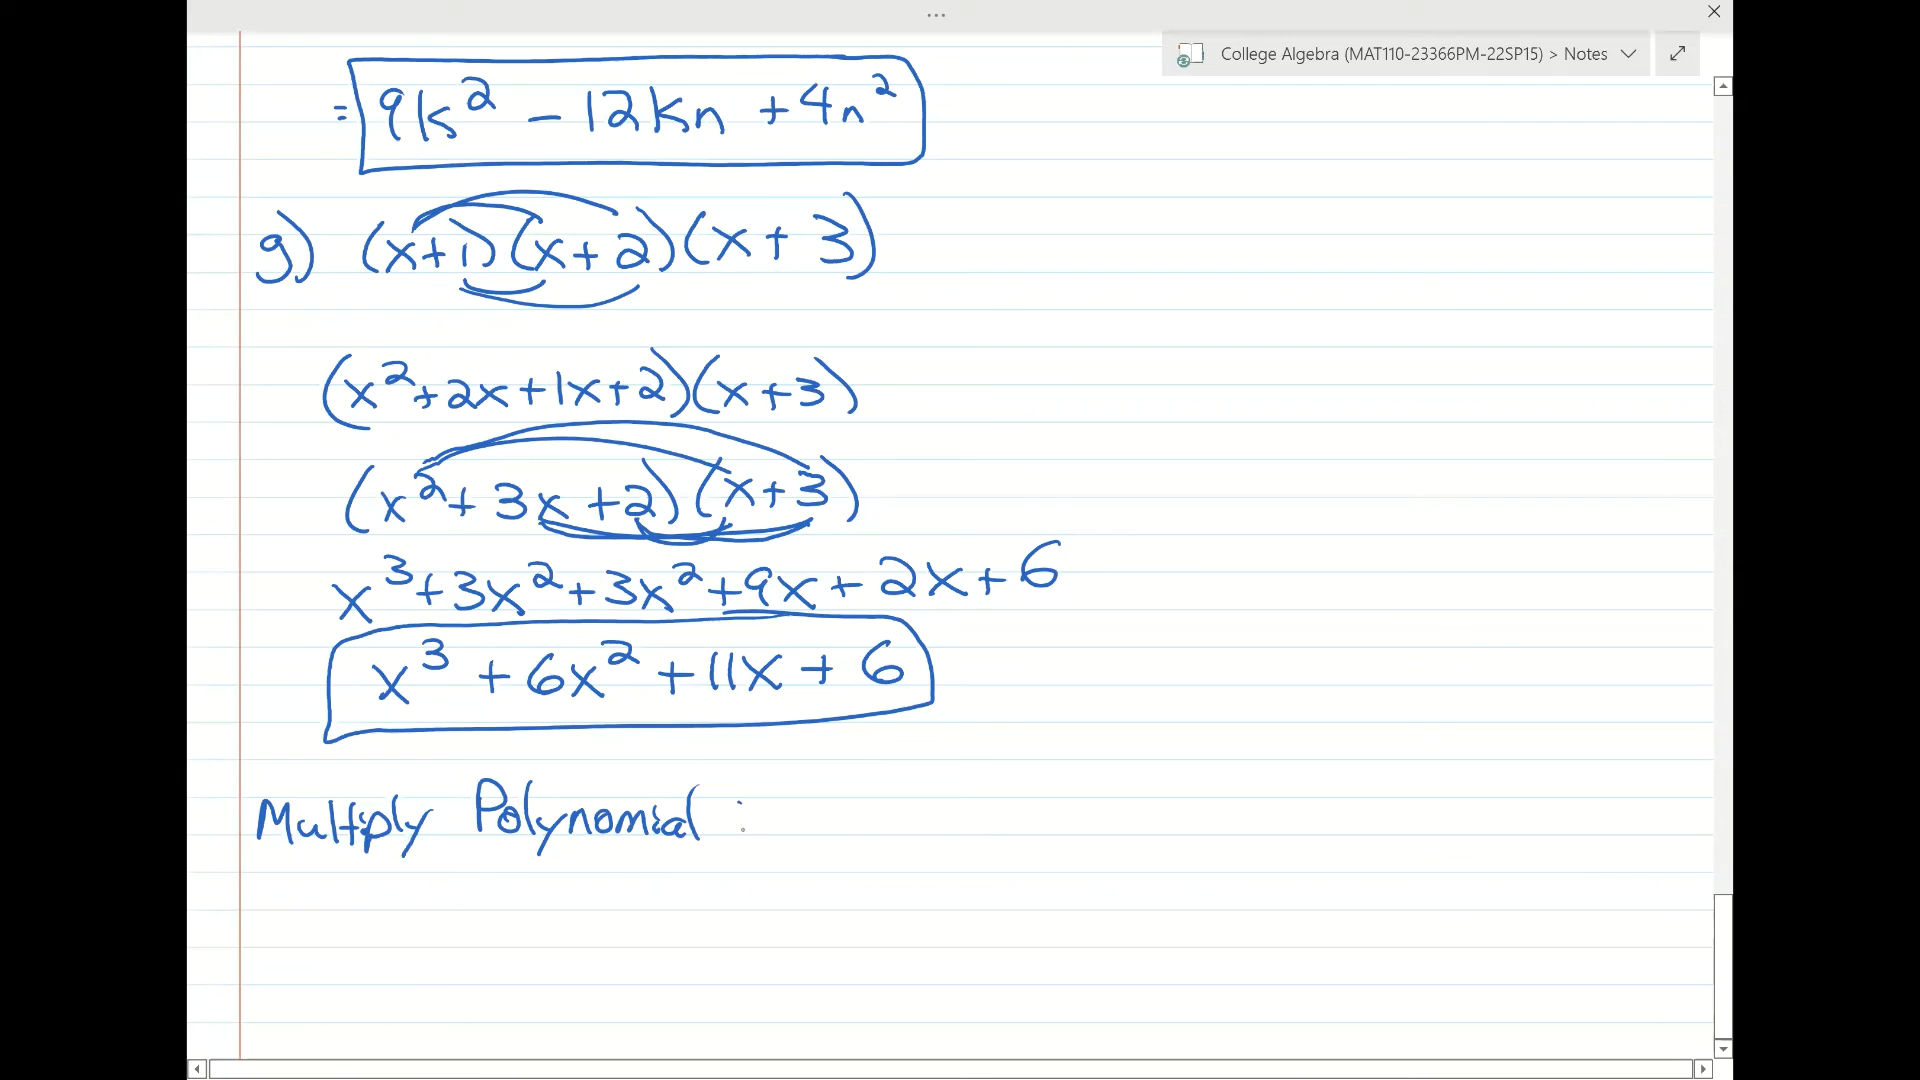 ...
College Algebra (MAT110-23366PM-22SP15) > Notes
= 9k² - 12kn + 4n²
g) (x+1)(x+2)(x+3)
(x²+2x+1x+2)(x+3)
(x²+3x+2)(x+3)
x³+3x²+3x²+9x+2x+6
x³+6x²+11x+6
Multiply Polynomial :